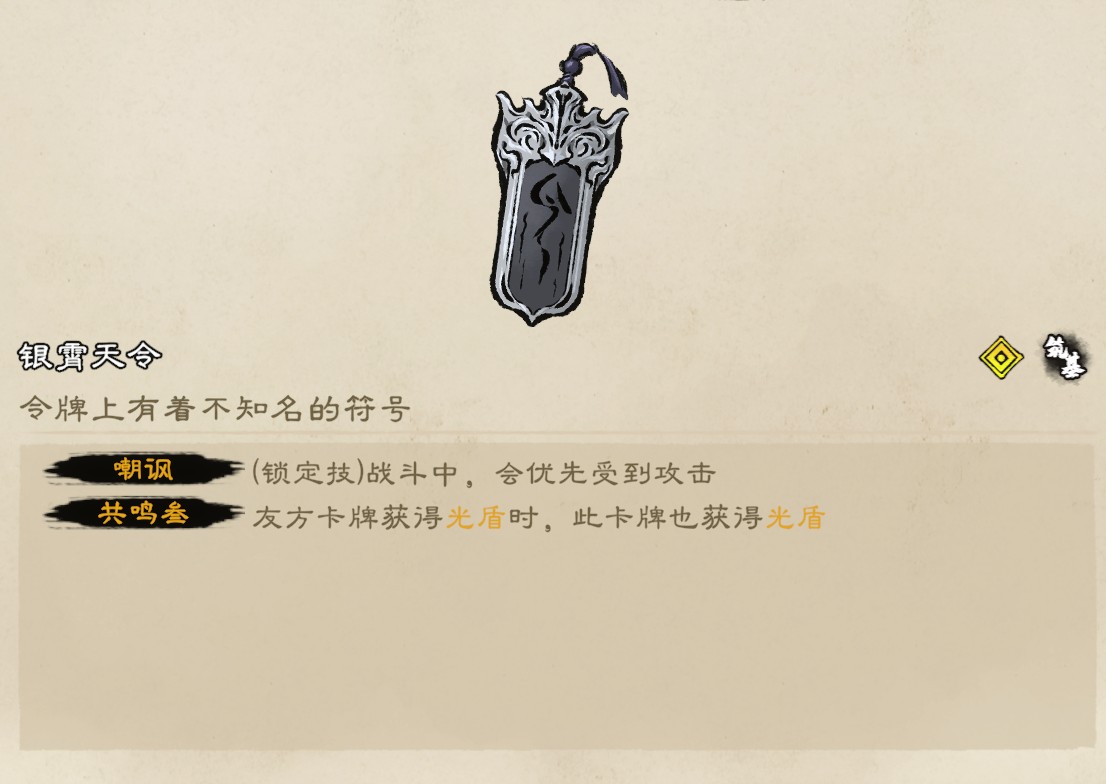 银霄天令
筑基
令牌上有着不知名的符号
嘲讽 (锁定技)战斗中，会优先受到攻击
共鸣叁 友方卡牌获得光盾时，此卡牌也获得光盾